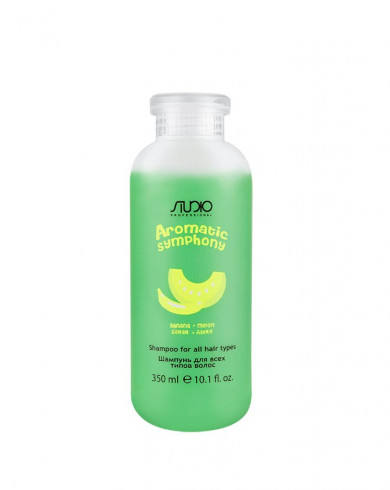 STUDIO
PROFESSIONAL
Aromatic
Symphony
Banana + Melon
Банан + Дыня
Shampoo for all hair types
Шампунь для всех
типов волос
350 ml e 10.1 fl. oz.